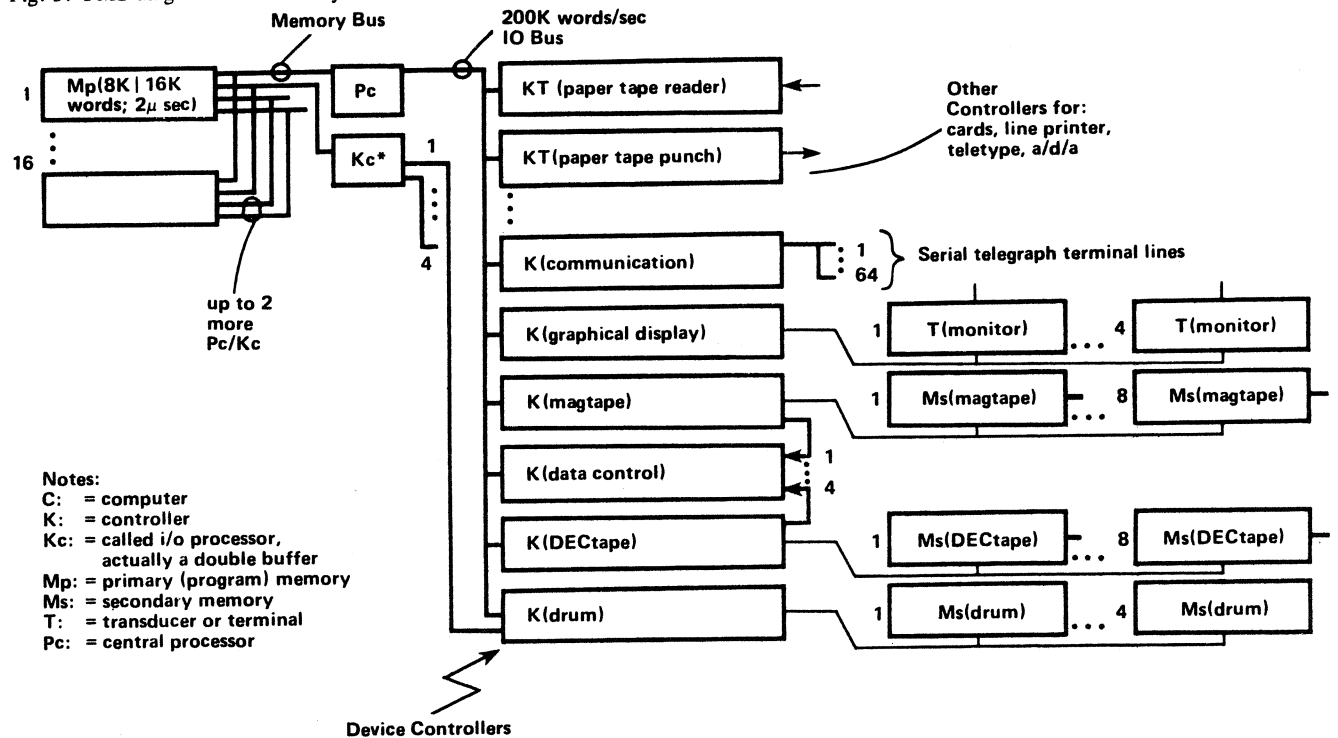 Memory Bus
200K words/sec
IO Bus
1
Mp(8K | 16K
words; 2μ sec)
16
Pc
Kc*
1
4
up to 2
more
Pc/Kc
KT (paper tape reader)
KT(paper tape punch)
Other
Controllers for:
cards, line printer,
teletype, a/d/a
K(communication)
1
64
Serial telegraph terminal lines
K(graphical display)
1
T(monitor)
4
T(monitor)
K(magtape)
1
Ms(magtape)
8
Ms(magtape)
K(data control)
1
4
K(DECtape)
1
Ms(DECtape)
8
Ms(DECtape)
K(drum)
1
Ms(drum)
4
Ms(drum)
Notes:
C: = computer
K: = controller
Kc: = called i/o processor,
actually a double buffer
Mp: = primary (program) memory
Ms: = secondary memory
T: = transducer or terminal
Pc: = central processor
Device Controllers